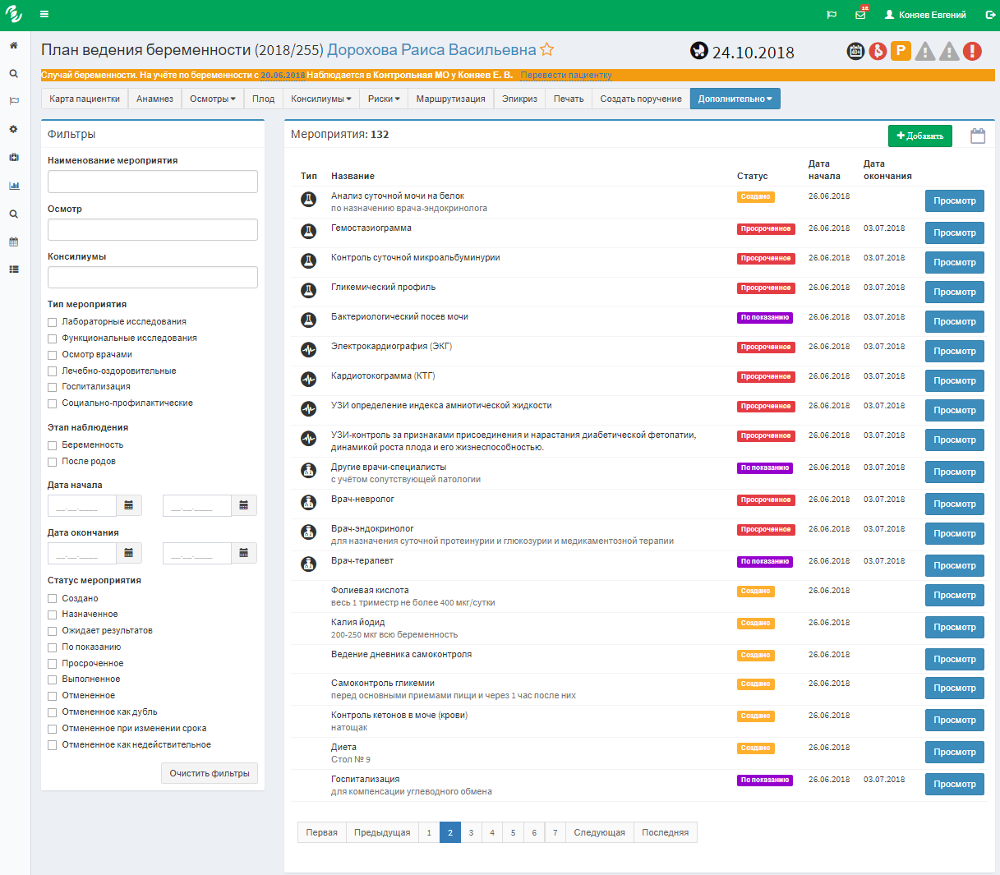 18
Коняев Евгений
План ведения беременности (2018/255) Дорохова Раиса Васильевна
24.10.2018
40+
P
Случай беременности. На учёте по беременности с 20.06.2018 Наблюдается в Контрольная МО у Коняев Е. В. Перевести пациентку
Карта пациентки Анамнез Осмотры Плод Консилиумы Риски Маршрутизация Эпикриз Печать Создать поручение Дополнительно
Фильтры
Наименование мероприятия
Осмотр
Консилиумы
Тип мероприятия
Лабораторные исследования
Функциональные исследования
Осмотр врачами
Лечебно-оздоровительные
Госпитализация
Социально-профилактические
Этап наблюдения
Беременность
После родов
Дата начала
__.__.____ __.__.____
Дата окончания
__.__.____ __.__.____
Статус мероприятия
Создано
Назначенное
Ожидает результатов
По показанию
Просроченное
Выполненное
Отмененное
Отмененное как дубль
Отмененное при изменении срока
Отмененное как недействительное
Очистить фильтры
Мероприятия: 132
Добавить
Тип Название Статус Дата начала Дата окончания
Анализ суточной мочи на белок Создано 26.06.2018 Просмотр
по назначению врача-эндокринолога
Гемостазиограмма Просроченное 26.06.2018 03.07.2018 Просмотр
Контроль суточной микроальбуминурии Просроченное 26.06.2018 03.07.2018 Просмотр
Гликемический профиль Просроченное 26.06.2018 03.07.2018 Просмотр
Бактериологический посев мочи По показанию 26.06.2018 03.07.2018 Просмотр
Электрокардиография (ЭКГ) Просроченное 26.06.2018 03.07.2018 Просмотр
Кардиотокограмма (КТГ) Просроченное 26.06.2018 03.07.2018 Просмотр
УЗИ определение индекса амниотической жидкости Просроченное 26.06.2018 03.07.2018 Просмотр
УЗИ-контроль за признаками присоединения и нарастания диабетической фетопатии, Просроченное 26.06.2018 03.07.2018 Просмотр
динамикой роста плода и его жизнеспособностью.
Другие врачи-специалисты По показанию 26.06.2018 03.07.2018 Просмотр
с учётом сопутствующей патологии
Врач-невролог Просроченное 26.06.2018 03.07.2018 Просмотр
Врач-эндокринолог Просроченное 26.06.2018 03.07.2018 Просмотр
для назначения суточной протеинурии и глюкозурии и медикаментозной терапии
Врач-терапевт По показанию 26.06.2018 03.07.2018 Просмотр
Фолиевая кислота Создано 26.06.2018 Просмотр
весь 1 триместр не более 400 мкг/сутки
Калия йодид Создано 26.06.2018 Просмотр
200-250 мкг всю беременность
Ведение дневника самоконтроля Создано 26.06.2018 Просмотр
Самоконтроль гликемии Создано 26.06.2018 Просмотр
перед основными приемами пищи и через 1 час после них
Контроль кетонов в моче (крови) Создано 26.06.2018 Просмотр
натощак
Диета Создано 26.06.2018 Просмотр
Стол № 9
Госпитализация По показанию 26.06.2018 03.07.2018 Просмотр
для компенсации углеводного обмена
Первая Предыдущая 1 2 3 4 5 6 7 Следующая Последняя